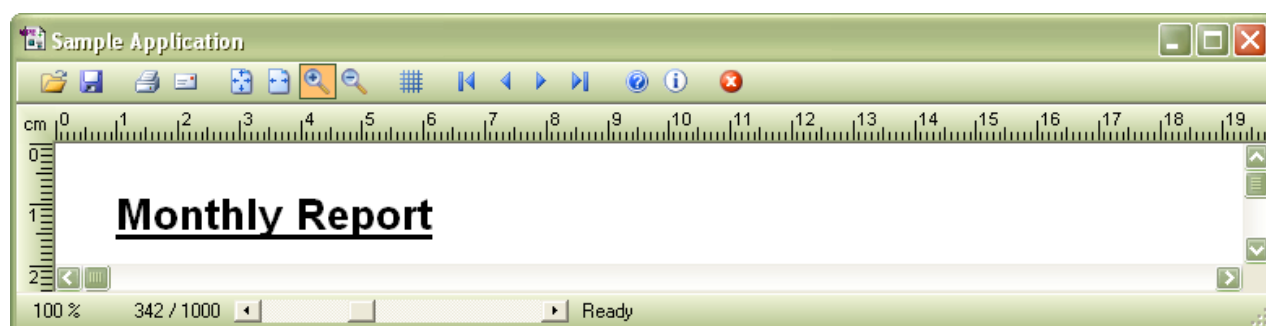 Sample Application
cm 0 1 2 3 4 5 6 7 8 9 10 11 12 13 14 15 16 17 18 19
0
Monthly Report
1
2
100 % 342 / 1000 Ready